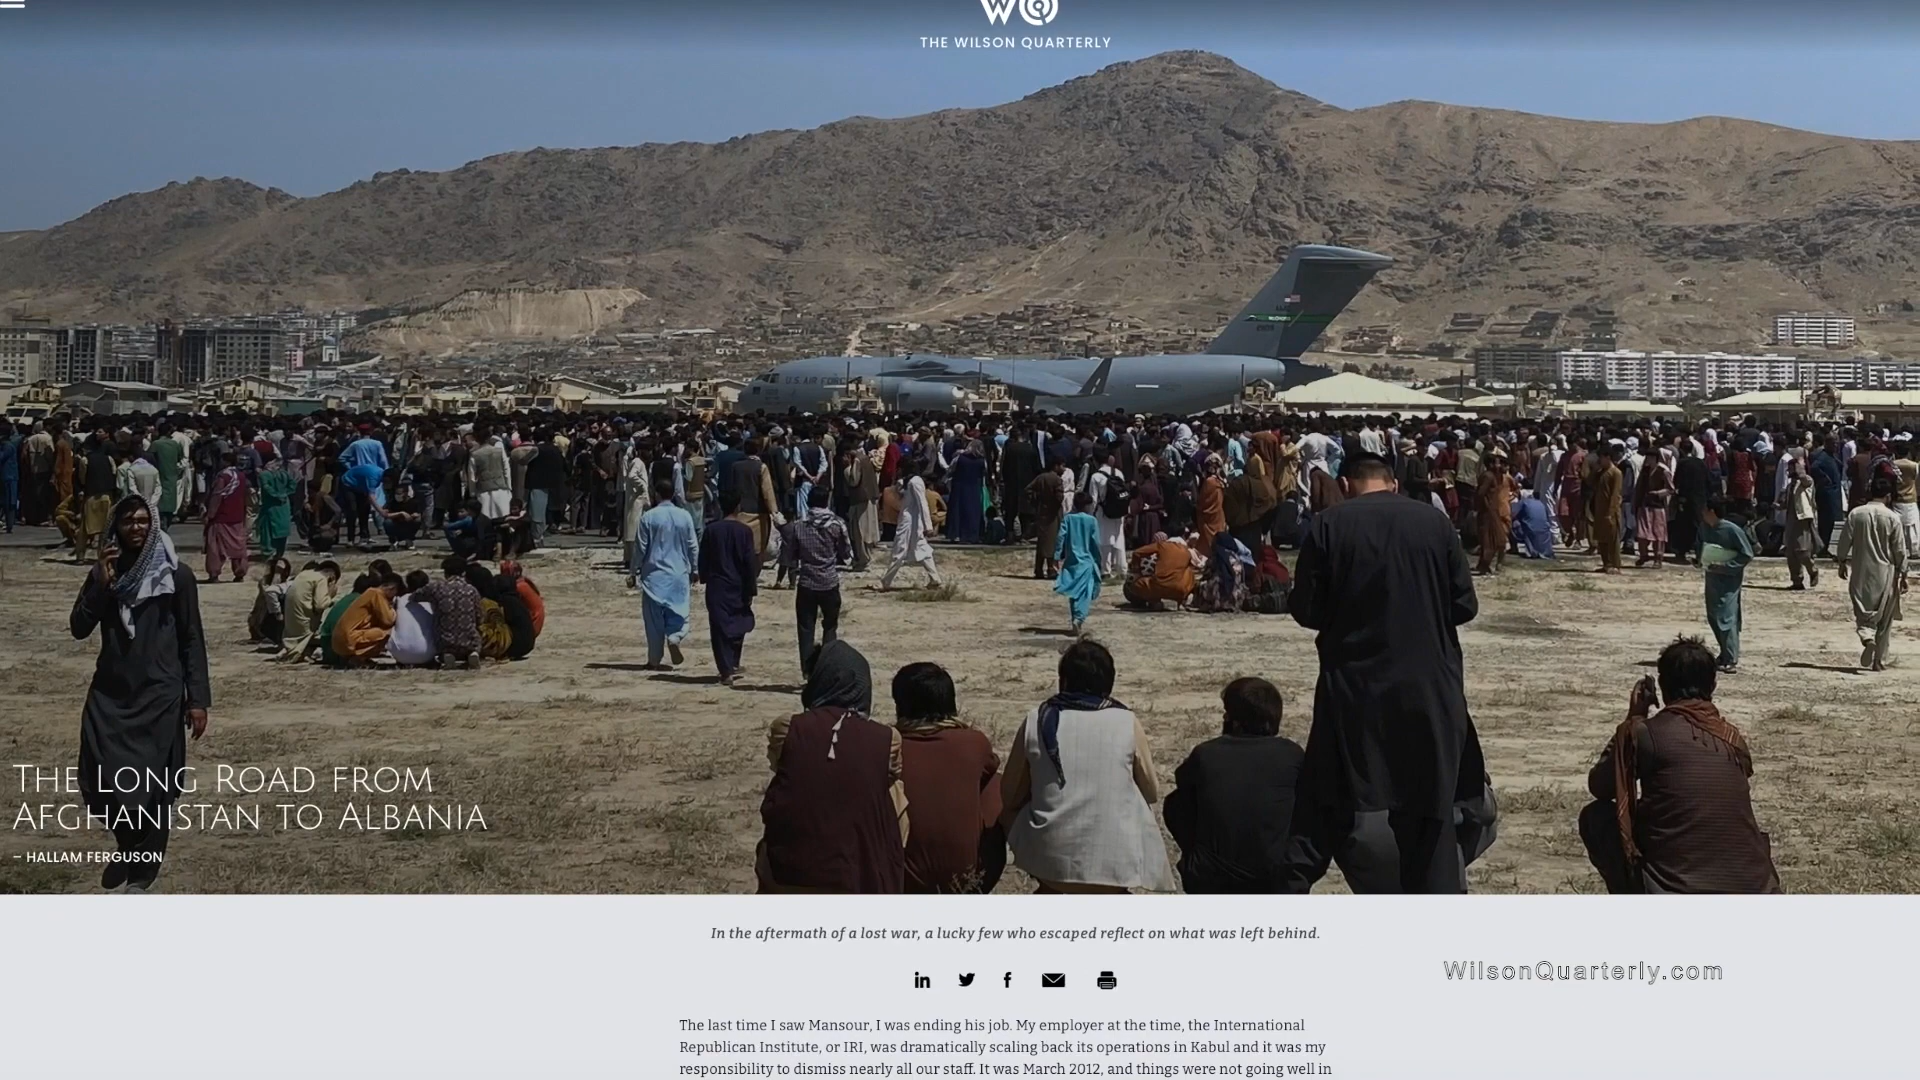 WQ
THE WILSON QUARTERLY
U.S. AIR FORCE
THE LONG ROAD FROM
AFGHANISTAN TO ALBANIA
– HALLAM FERGUSON
In the aftermath of a lost war, a lucky few who escaped reflect on what was left behind.
WilsonQuarterly.com
The last time I saw Mansour, I was ending his job. My employer at the time, the International
Republican Institute, or IRI, was dramatically scaling back its operations in Kabul and it was my
responsibility to dismiss nearly all our staff. It was March 2012, and things were not going well in